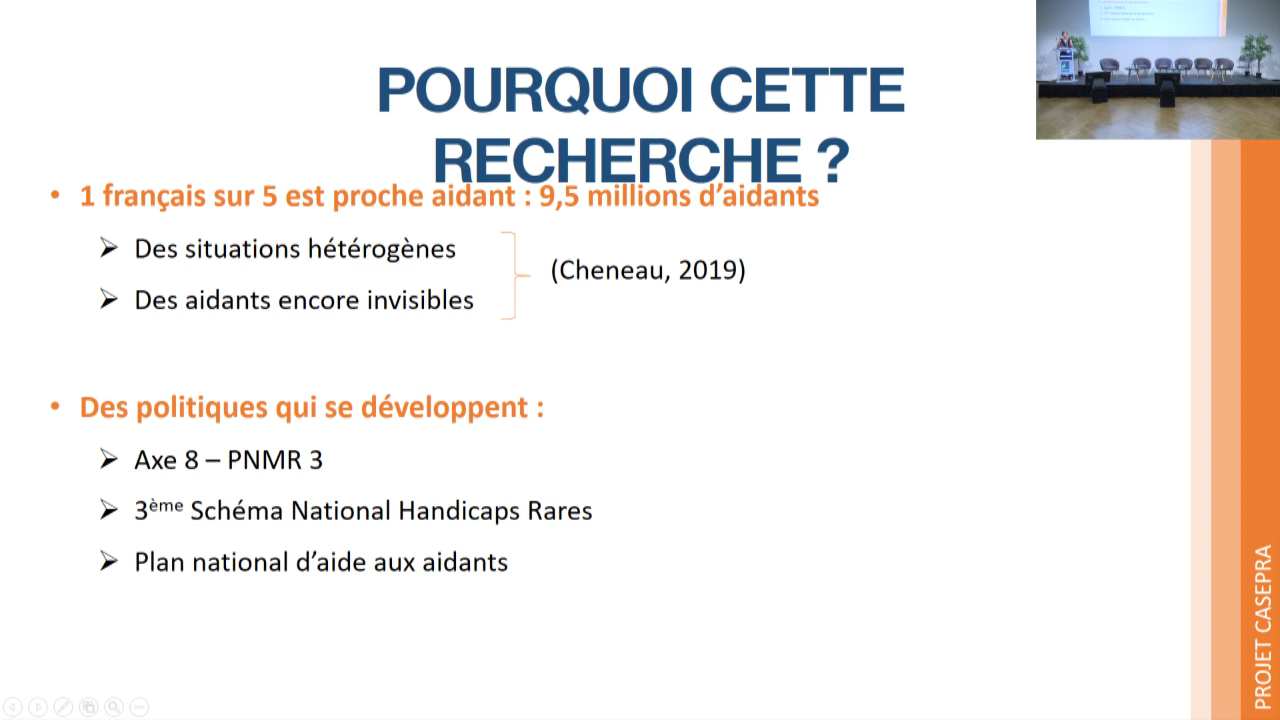 POURQUOI CETTE
RECHERCHE ?
• 1 français sur 5 est proche aidant : 9,5 millions d’aidants
➢ Des situations hétérogènes
➢ Des aidants encore invisibles
(Cheneau, 2019)
• Des politiques qui se développent :
➢ Axe 8 – PNMR 3
➢ 3ème Schéma National Handicaps Rares
➢ Plan national d’aide aux aidants
PROJET CASEPRA